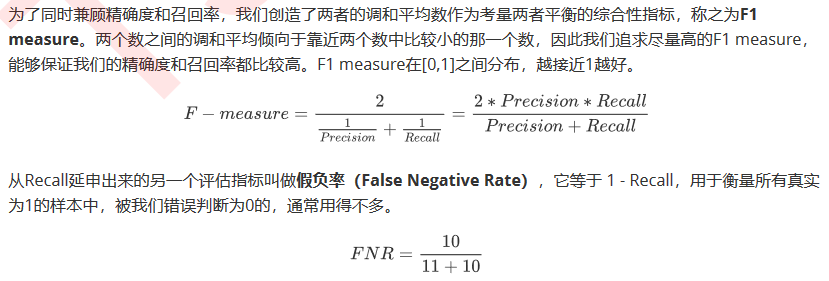 为了同时兼顾精确度和召回率，我们创造了两者的调和平均数作为考量两者平衡的综合性指标，称之为F1
measure。两个数之间的调和平均倾向于靠近两个数中比较小的那一个数，因此我们追求尽量高的F1 measure，
能够保证我们的精确度和召回率都比较高。F1 measure在[0,1]之间分布，越接近1越好。
F − measure = \frac{2}{\frac{1}{Precision} + \frac{1}{Recall}} = \frac{2 * Precision * Recall}{Precision + Recall}
从Recall延申出来的另一个评估指标叫做假负率（False Negative Rate），它等于 1 - Recall，用于衡量所有真实
为1的样本中，被我们错误判断为0的，通常用得不多。
FNR = \frac{10}{11 + 10}